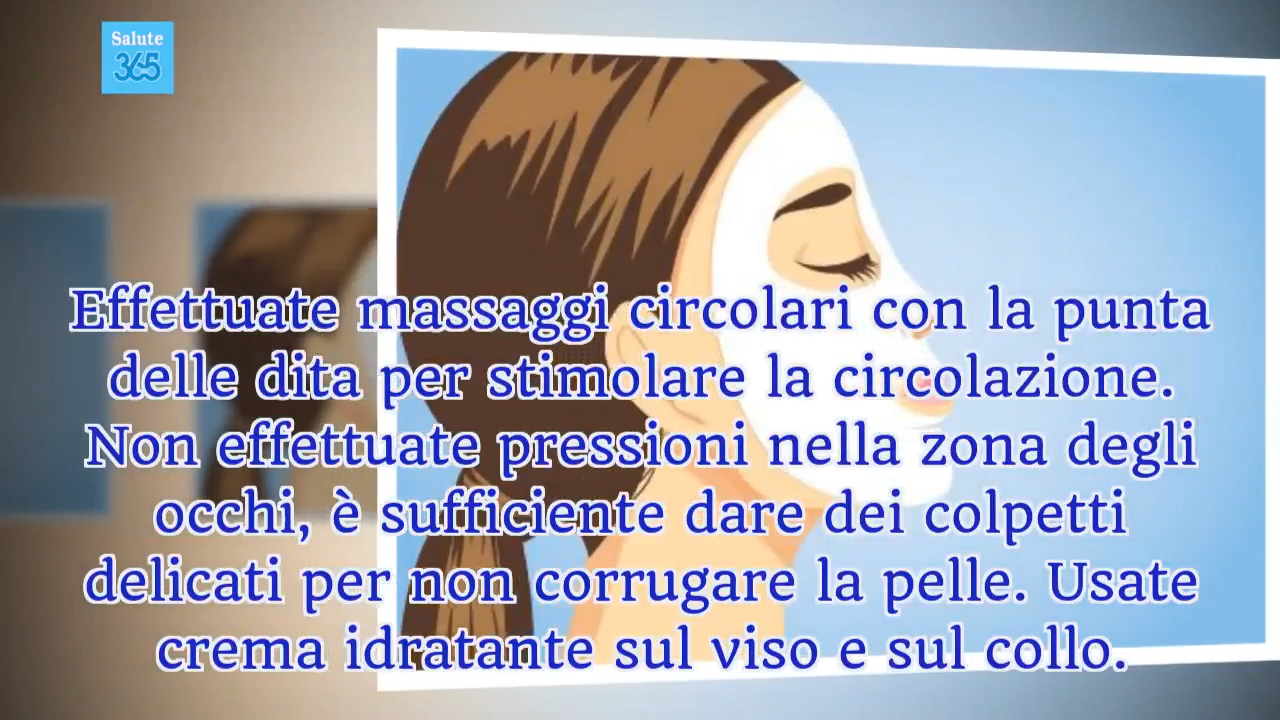 Salute
365
Effettuate massaggi circolari con la punta
delle dita per stimolare la circolazione.
Non effettuate pressioni nella zona degli
occhi, è sufficiente dare dei colpetti
delicati per non corrugare la pelle. Usate
crema idratante sul viso e sul collo.